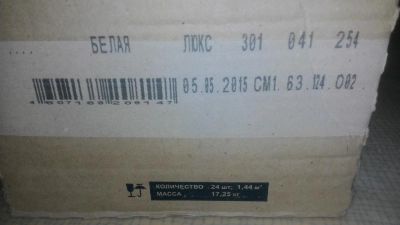 .... БЕЛАЯ ЛЮКС 301 041 254
05.05.2015 СМ1. 63.124.002
4607168200147
КОЛИЧЕСТВО 24 шт; 1,44 м²
МАССА 17,25 кг